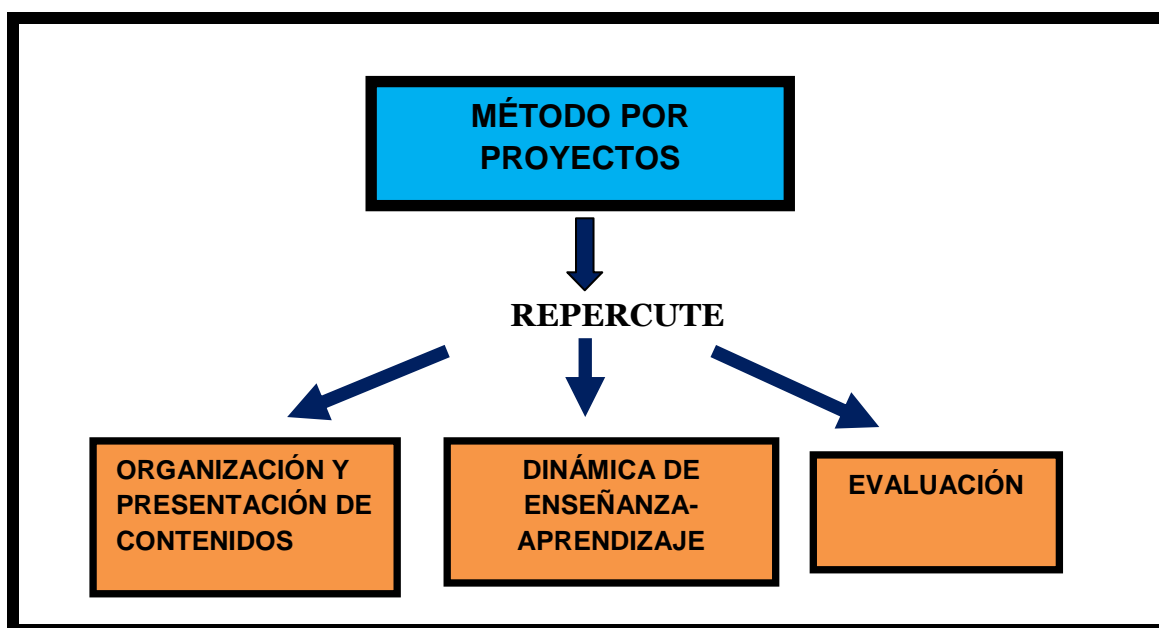 MÉTODO POR
PROYECTOS
REPERCUTE
ORGANIZACIÓN Y
PRESENTACIÓN DE
CONTENIDOS
DINÁMICA DE
ENSEÑANZA-
APRENDIZAJE
EVALUACIÓN